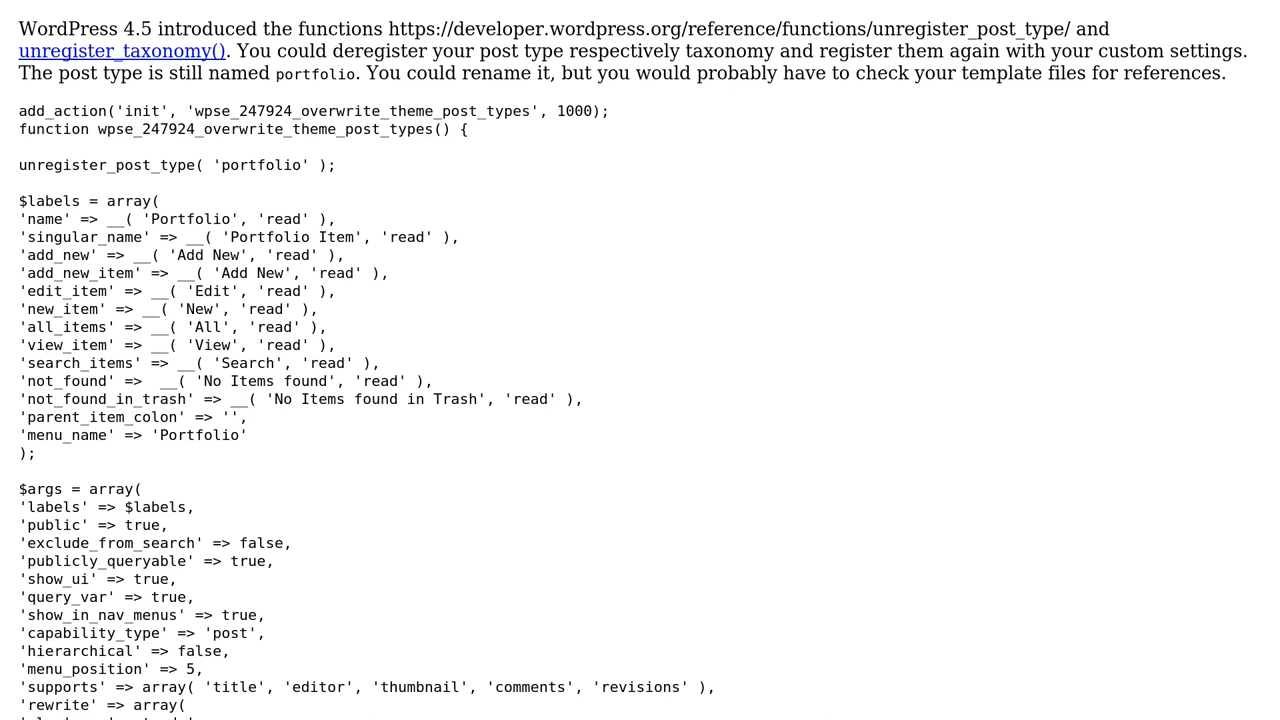 WordPress 4.5 introduced the functions https://developer.wordpress.org/reference/functions/unregister_post_type/ and
unregister_taxonomy(). You could deregister your post type respectively taxonomy and register them again with your custom settings.
The post type is still named portfolio. You could rename it, but you would probably have to check your template files for references.
add_action('init', 'wpse_247924_overwrite_theme_post_types', 1000);
function wpse_247924_overwrite_theme_post_types() {
unregister_post_type( 'portfolio' );
$labels = array(
'name' => __( 'Portfolio', 'read' ),
'singular_name' => __( 'Portfolio Item', 'read' ),
'add_new' => __( 'Add New', 'read' ),
'add_new_item' => __( 'Add New', 'read' ),
'edit_item' => __( 'Edit', 'read' ),
'new_item' => __( 'New', 'read' ),
'all_items' => __( 'All', 'read' ),
'view_item' => __( 'View', 'read' ),
'search_items' => __( 'Search', 'read' ),
'not_found' =>  __( 'No Items found', 'read' ),
'not_found_in_trash' => __( 'No Items found in Trash', 'read' ),
'parent_item_colon' => '',
'menu_name' => 'Portfolio'
);
$args = array(
'labels' => $labels,
'public' => true,
'exclude_from_search' => false,
'publicly_queryable' => true,
'show_ui' => true,
'query_var' => true,
'show_in_nav_menus' => true,
'capability_type' => 'post',
'hierarchical' => false,
'menu_position' => 5,
'supports' => array( 'title', 'editor', 'thumbnail', 'comments', 'revisions' ),
'rewrite' => array(